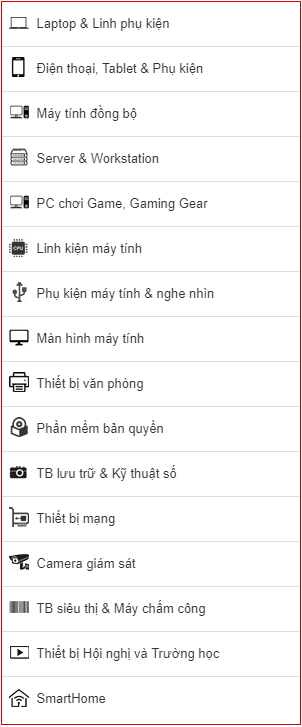 Laptop & Linh phụ kiện
Điện thoại, Tablet & Phụ kiện
Máy tính đồng bộ
Server & Workstation
PC chơi Game, Gaming Gear
CPU
Linh kiện máy tính
Phụ kiện máy tính & nghe nhìn
Màn hình máy tính
Thiết bị văn phòng
Phần mềm bản quyền
TB lưu trữ & Kỹ thuật số
Thiết bị mạng
Camera giám sát
TB siêu thị & Máy chấm công
Thiết bị Hội nghị và Trường học
SmartHome